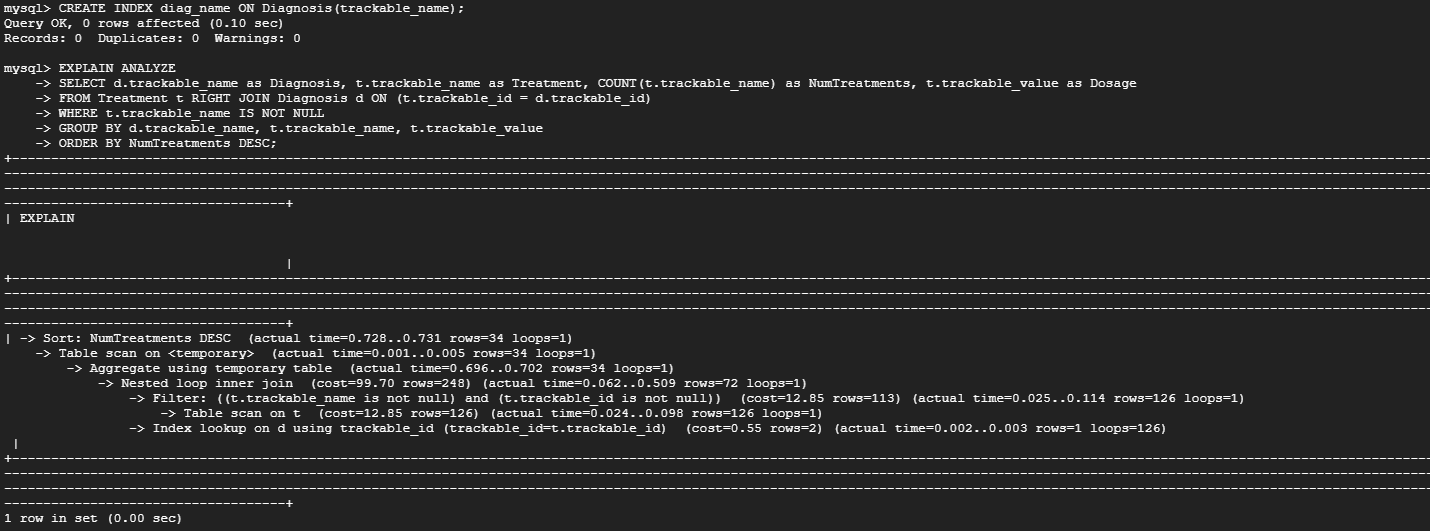 mysql> CREATE INDEX diag_name ON Diagnosis(trackable_name);
Query OK, 0 rows affected (0.10 sec)
Records: 0  Duplicates: 0  Warnings: 0

mysql> EXPLAIN ANALYZE
    -> SELECT d.trackable_name as Diagnosis, t.trackable_name as Treatment, COUNT(t.trackable_name) as NumTreatments, t.trackable_value as Dosage
    -> FROM Treatment t RIGHT JOIN Diagnosis d ON (t.trackable_id = d.trackable_id)
    -> WHERE t.trackable_name IS NOT NULL
    -> GROUP BY d.trackable_name, t.trackable_name, t.trackable_value
    -> ORDER BY NumTreatments DESC;
| EXPLAIN
|
| -> Sort: NumTreatments DESC  (actual time=0.728..0.731 rows=34 loops=1)
    -> Table scan on <temporary>  (actual time=0.001..0.005 rows=34 loops=1)
        -> Aggregate using temporary table  (actual time=0.696..0.702 rows=34 loops=1)
            -> Nested loop inner join  (cost=99.70 rows=248) (actual time=0.062..0.509 rows=72 loops=1)
                -> Filter: ((t.trackable_name is not null) and (t.trackable_id is not null))  (cost=12.85 rows=113) (actual time=0.025..0.114 rows=126 loops=1)
                    -> Table scan on t  (cost=12.85 rows=126) (actual time=0.024..0.098 rows=126 loops=1)
                -> Index lookup on d using trackable_id (trackable_id=t.trackable_id)  (cost=0.55 rows=2) (actual time=0.002..0.003 rows=1 loops=126)
|
1 row in set (0.00 sec)